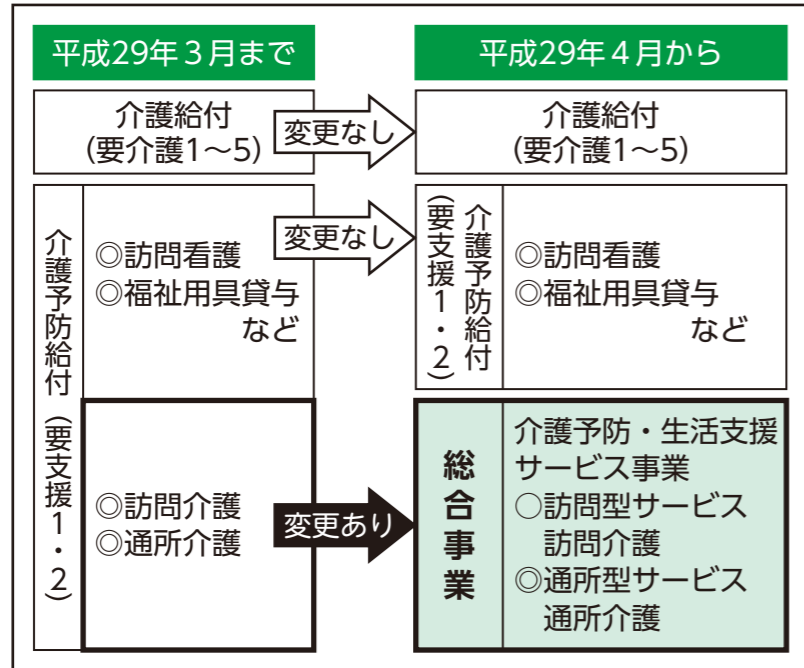 平成29年3月まで
平成29年4月から
介護給付
(要介護1〜5)
変更なし
介護給付
(要介護1〜5)
介護予防給付(要支援1・2)
◎訪問看護
◎福祉用具貸与
など
変更なし
介護予防給付
(要支援1・2)
◎訪問看護
◎福祉用具貸与
など
◎訪問介護
◎通所介護
変更あり
総合事業
介護予防・生活支援
サービス事業
○訪問型サービス
訪問介護
◎通所型サービス
通所介護